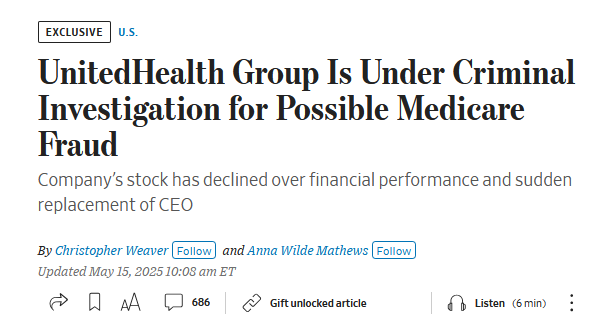 EXCLUSIVE U.S.
UnitedHealth Group Is Under Criminal
Investigation for Possible Medicare
Fraud
Company's stock has declined over financial performance and sudden
replacement of CEO
By Christopher Weaver Follow and Anna Wilde Mathews Follow
Updated May 15, 2025 10:08 am ET
AA 686 Gift unlocked article Listen (6 min)